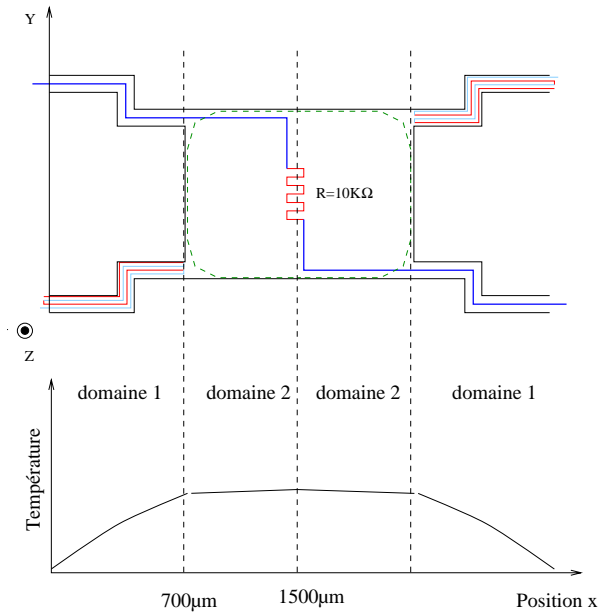 Y
R=10KΩ
Z
domaine 1 domaine 2 domaine 2 domaine 1
Température
700µm 1500µm Position x